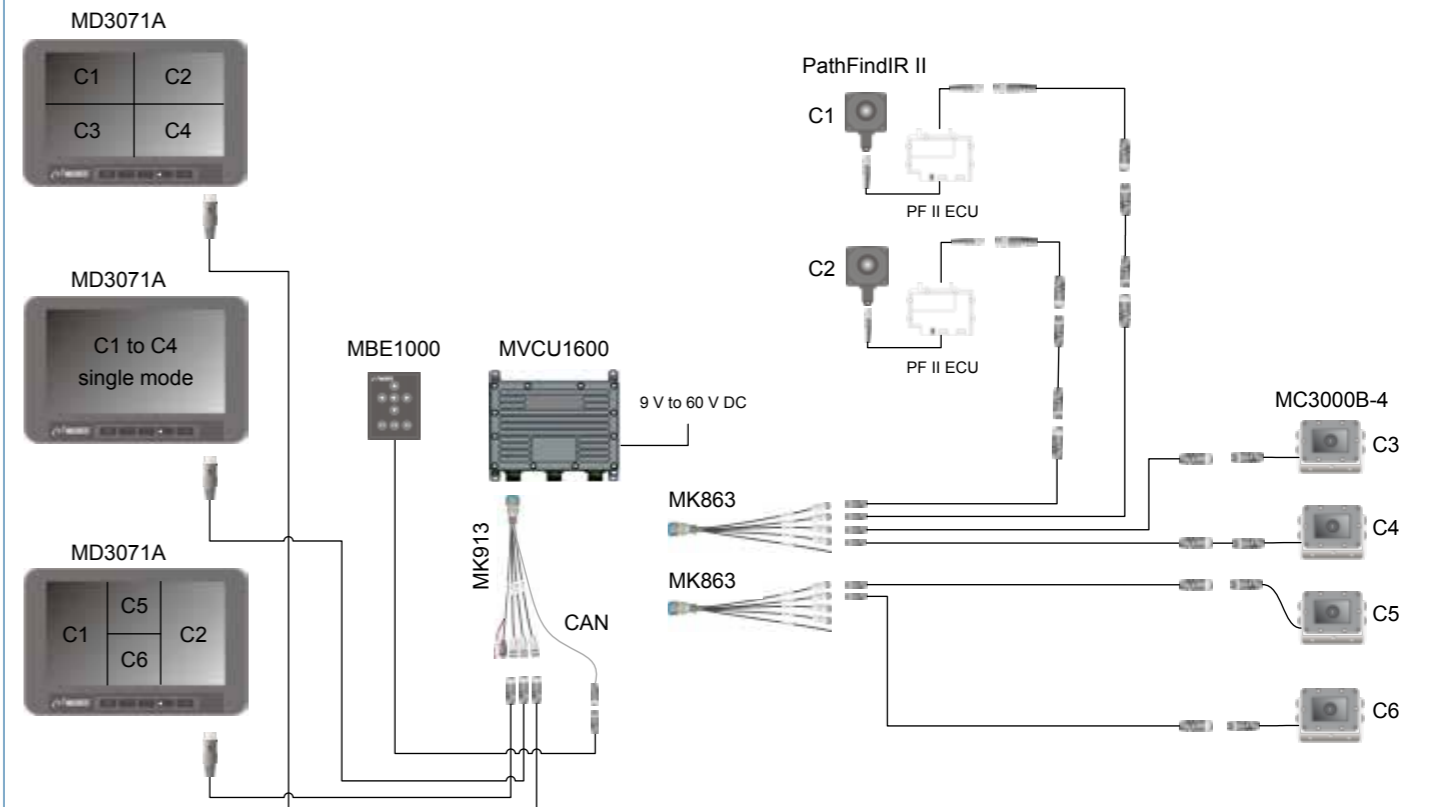 MD3071A
C1
C2
C3
C4
MD3071A
C1 to C4
single mode
MD3071A
C1
C5
C6
C2
MBE1000
MVCU1600
9 V to 60 V DC
MK913
CAN
PathFindIR II
C1
PF II ECU
C2
PF II ECU
MK863
MK863
MC3000B-4
C3
C4
C5
C6